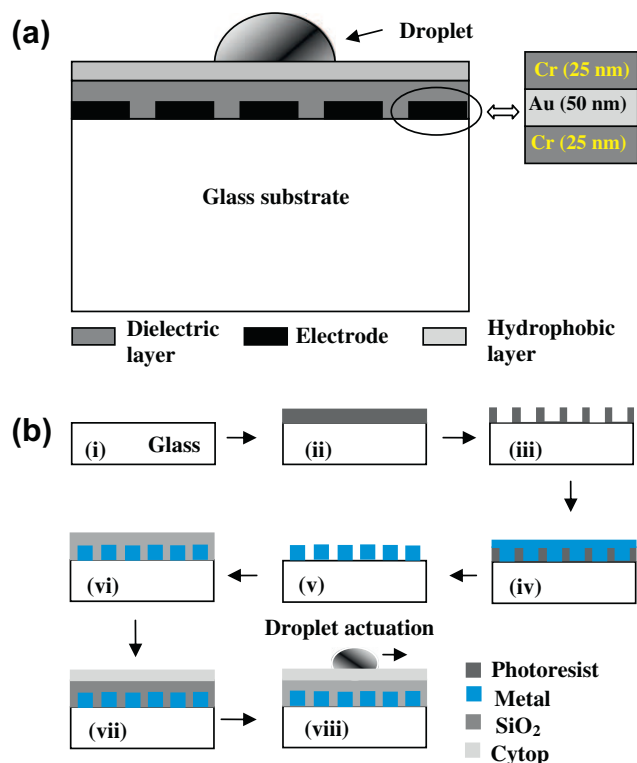 (a)
Droplet
Cr (25 nm)
Au (50 nm)
Cr (25 nm)
Glass substrate
Dielectric
layer
Electrode
Hydrophobic
layer
(b)
(i) Glass
(ii)
(iii)
(vi)
(v)
(iv)
Droplet actuation
(vii)
(viii)
Photoresist
Metal
SiO₂
Cytop